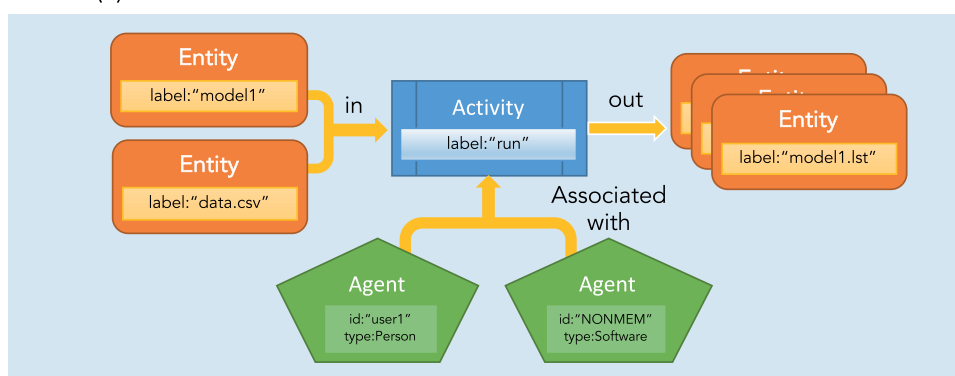 Entity
label:"model1"
Entity
label:"data.csv"
in
Activity
label:"run"
out
Entity
label:"model1.lst"
Associated
with
Agent
id:"user1"
type:Person
Agent
id:"NONMEM"
type:Software